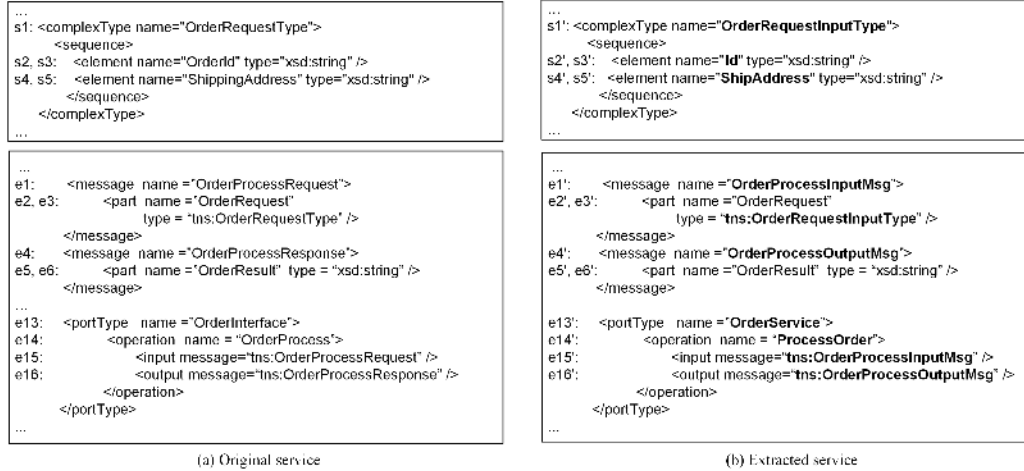 ...
s1: <complexType name="OrderRequestType">
<sequence>
s2, s3: <element name="OrderId" type="xsd:string" />
s4, s5: <element name="ShippingAddress" type="xsd:string" />
</sequence>
</complexType>
...
...
e1: <message name ="OrderProcessRequest">
e2, e3: <part name ="OrderRequest"
type = "tns:OrderRequestType" />
</message>
e4: <message name ="OrderProcessResponse">
e5, e6: <part name ="OrderResult" type = "xsd:string" />
</message>
...
e13: <portType name ="OrderInterface">
e14: <operation name = "OrderProcess">
e15: <input message="tns:OrderProcessRequest" />
e16: <output message="tns:OrderProcessResponse" />
</operation>
</portType>
...
(a) Original service
...
s1': <complexType name="OrderRequestInputType">
<sequence>
s2', s3': <element name="Id" type="xsd:string" />
s4', s5': <element name="ShipAddress" type="xsd:string" />
</sequence>
</complexType>
...
...
e1': <message name ="OrderProcessInputMsg">
e2', e3': <part name ="OrderRequest"
type = "tns:OrderRequestInputType" />
</message>
e4': <message name ="OrderProcessOutputMsg">
e5', e6': <part name ="OrderResult" type = "xsd:string" />
</message>
...
e13': <portType name ="OrderService">
e14': <operation name = "ProcessOrder">
e15': <input message="tns:OrderProcessInputMsg" />
e16': <output message="tns:OrderProcessOutputMsg" />
</operation>
</portType>
...
(b) Extracted service